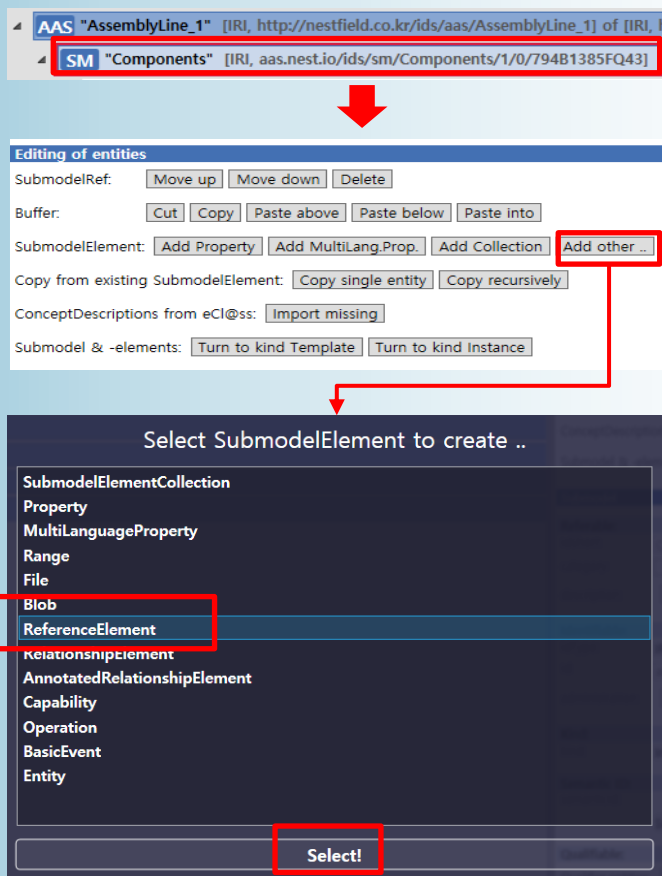 AAS "AssemblyLine_1" [IRI, http://nestfield.co.kr/ids/aas/AssemblyLine_1] of [IRI,
SM "Components" [IRI, aas.nest.io/ids/sm/Components/1/0/794B1385FQ43]
Editing of entities
SubmodelRef: Move up Move down Delete
Buffer: Cut Copy Paste above Paste below Paste into
SubmodelElement: Add Property Add MultiLang.Prop. Add Collection Add other ..
Copy from existing SubmodelElement: Copy single entity Copy recursively
ConceptDescriptions from eCl@ss: Import missing
Submodel & -elements: Turn to kind Template Turn to kind Instance
Select SubmodelElement to create ..
SubmodelElementCollection
Property
MultiLanguageProperty
Range
File
Blob
ReferenceElement
RelationshipElement
AnnotatedRelationshipElement
Capability
Operation
BasicEvent
Entity
Select!